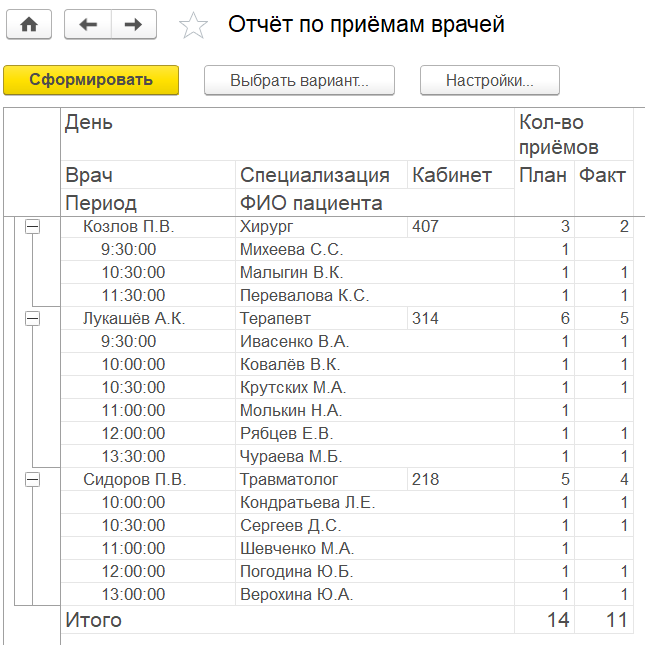 Отчёт по приёмам врачей
Сформировать Выбрать вариант... Настройки...
День Кол-во приёмов
Врач Специализация Кабинет План Факт
Период ФИО пациента
Козлов П.В. Хирург 407 3 2
9:30:00 Михеева С.С. 1
10:30:00 Малыгин В.К. 1 1
11:30:00 Перевалова К.С. 1 1
Лукашёв А.К. Терапевт 314 6 5
9:30:00 Ивасенко В.А. 1 1
10:00:00 Ковалёв В.К. 1 1
10:30:00 Крутских М.А. 1 1
11:00:00 Молькин Н.А. 1
12:00:00 Рябцев Е.В. 1 1
13:30:00 Чураева М.Б. 1 1
Сидоров П.В. Травматолог 218 5 4
10:00:00 Кондратьева Л.Е. 1 1
10:30:00 Сергеев Д.С. 1 1
11:00:00 Шевченко М.А. 1
12:00:00 Погодина Ю.Б. 1 1
13:00:00 Верохина Ю.А. 1 1
Итого 14 11